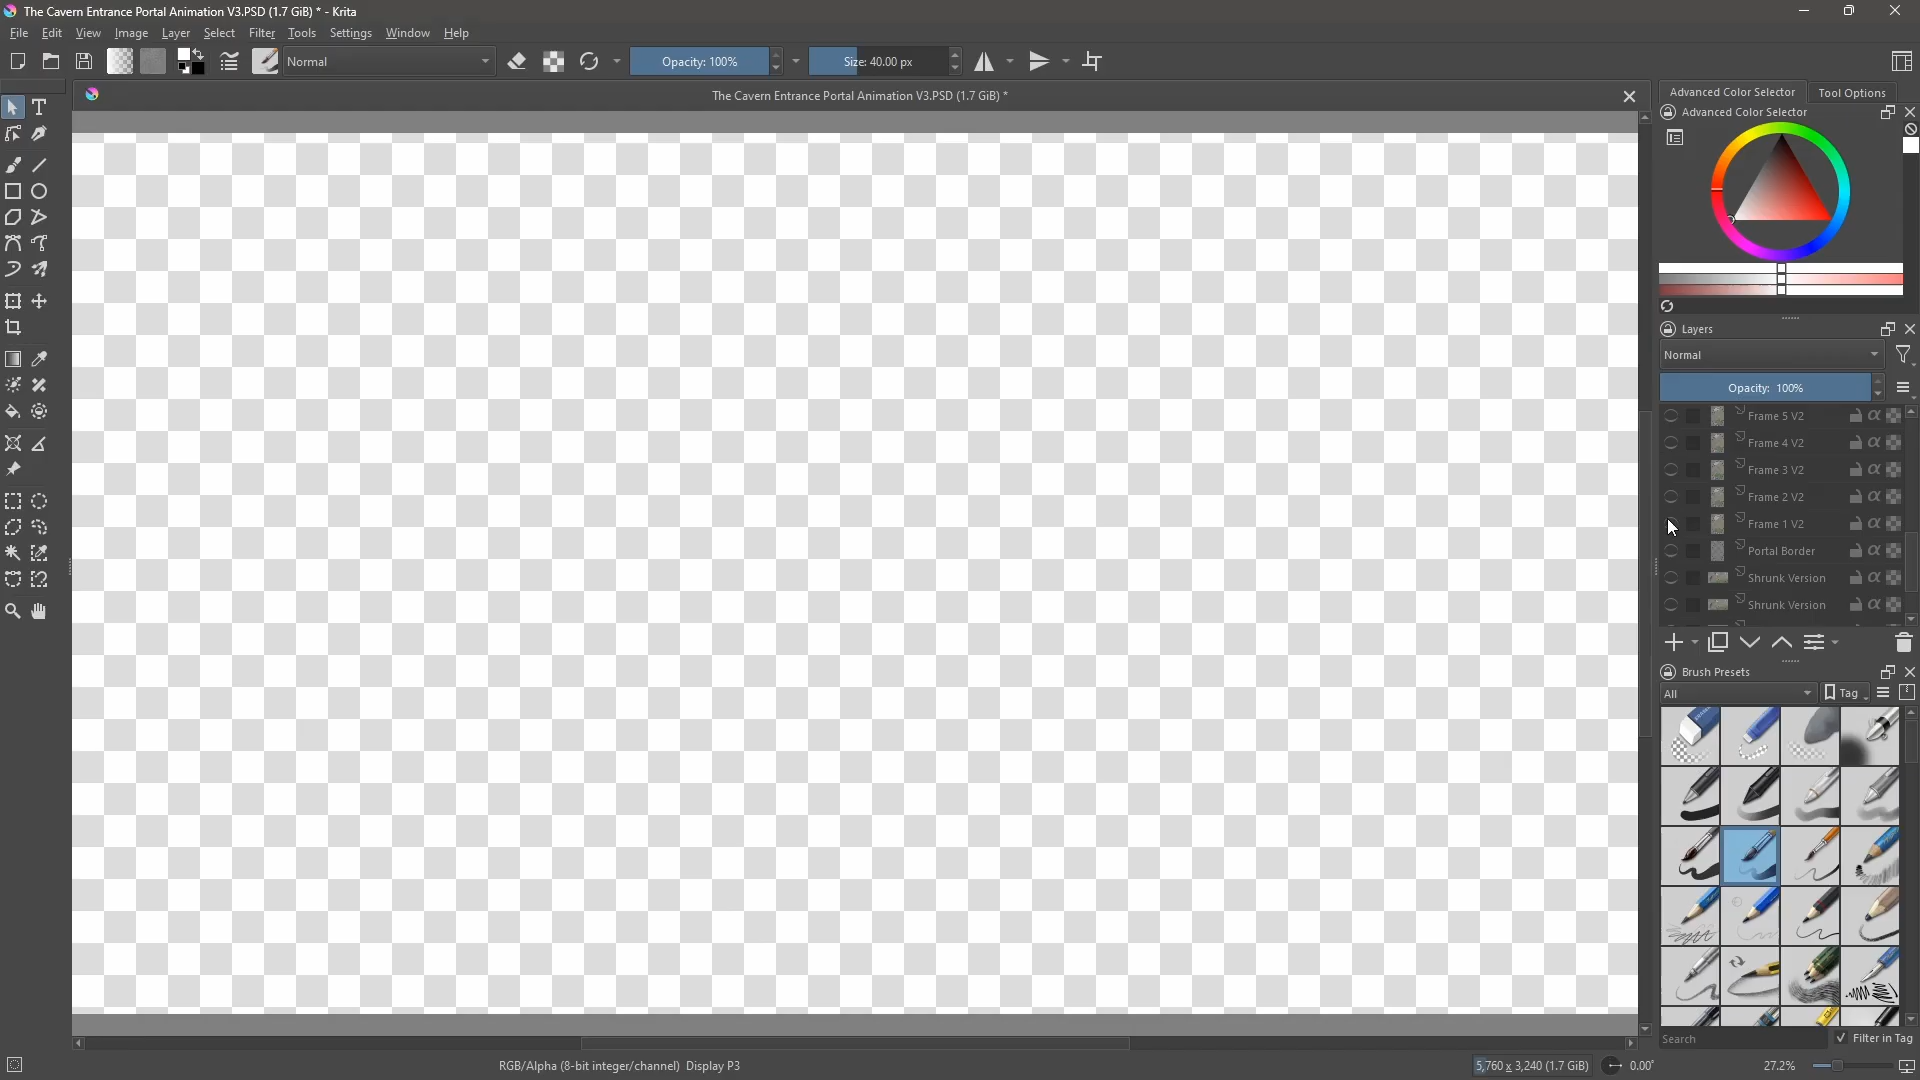 The Cavern Entrance Portal Animation V3.PSD (1.7 GiB) * - Krita
File Edit View Image Layer Select Filter Tools Settings Window Help
Normal Opacity: 100% Size: 40.00 px
The Cavern Entrance Portal Animation V3.PSD (1.7 GiB) *
Advanced Color Selector Tool Options
Advanced Color Selector
Layers
Normal
Opacity: 100%
Frame 5 V2
Frame 4 V2
Frame 3 V2
Frame 2 V2
Frame 1 V2
Portal Border
Shrunk Version
Shrunk Version
Brush Presets
All Tag
Search Filter in Tag
RGB/Alpha (8-bit integer/channel) Display P3 5,760 x 3,240 (1.7 GiB) 0.00° 27.2%